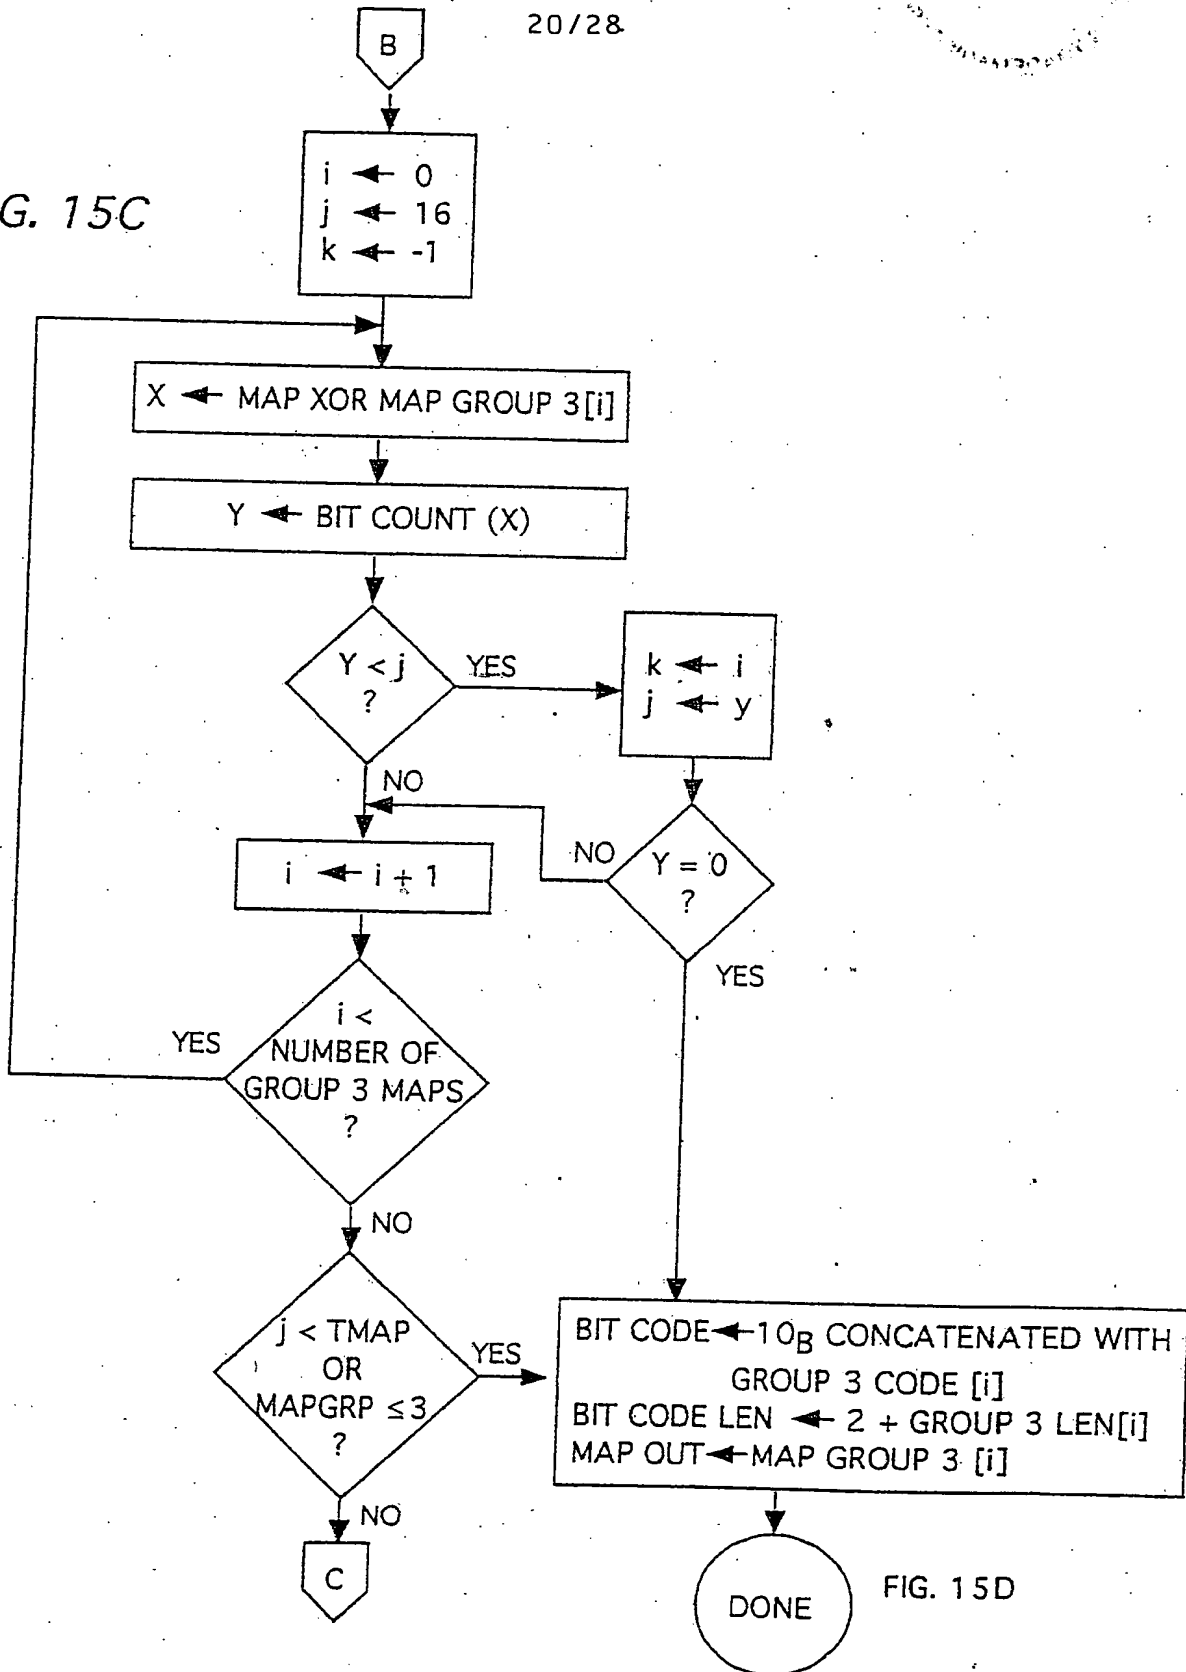 20/28
B
G. 15C
i ← 0
j ← 16
k ← -1
X ← MAP XOR MAP GROUP 3[i]
Y ← BIT COUNT (X)
Y < j
?
YES
k ← i
j ← y
NO
i ← i + 1
NO
Y = 0
?
YES
i <
NUMBER OF
GROUP 3 MAPS
?
YES
NO
j < TMAP
OR
MAPGRP ≤ 3
?
YES
BIT CODE ← 10B CONCATENATED WITH
GROUP 3 CODE [i]
BIT CODE LEN ← 2 + GROUP 3 LEN[i]
MAP OUT ← MAP GROUP 3 [i]
NO
C
DONE
FIG. 15D